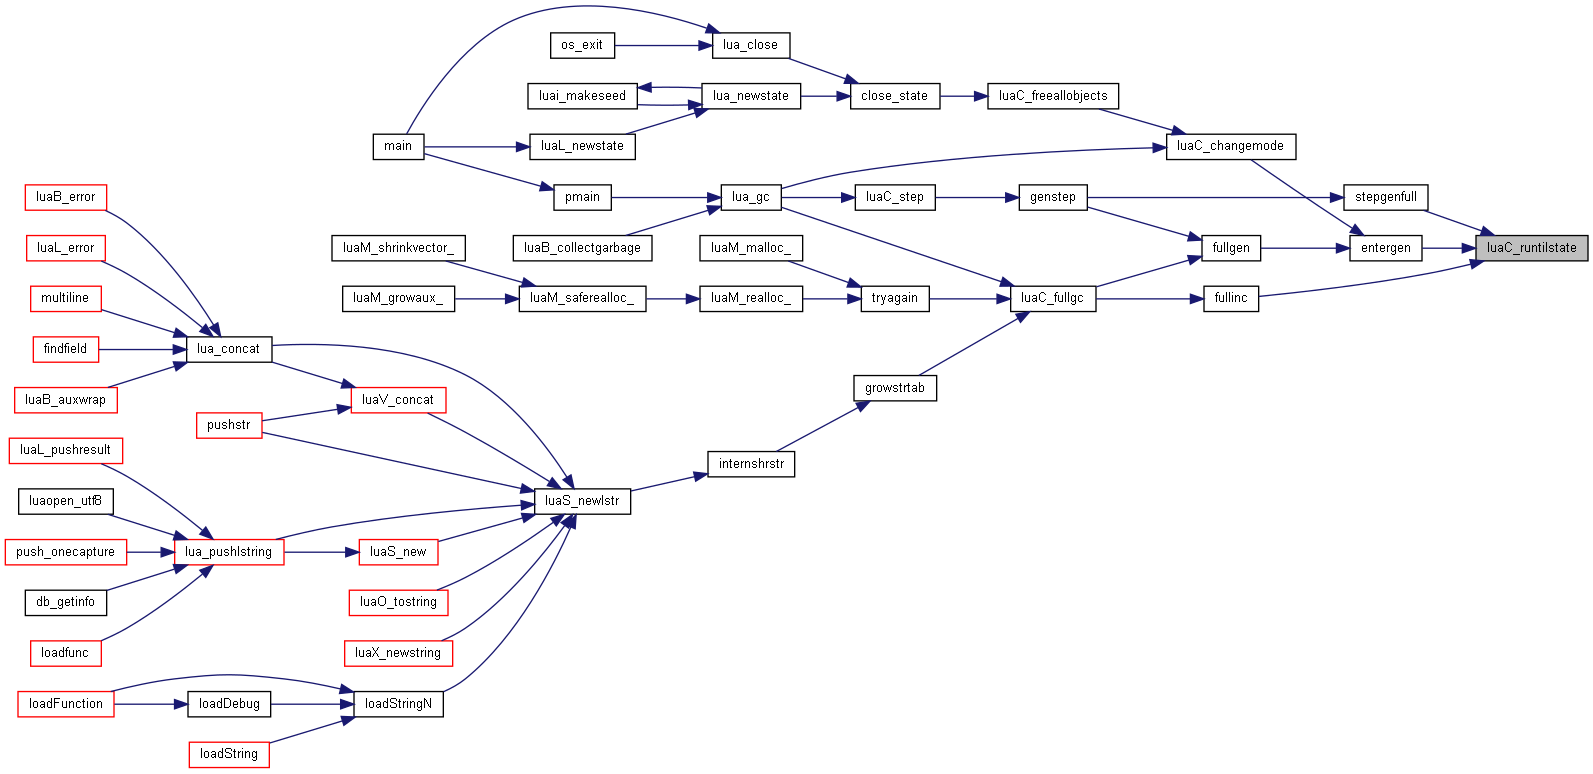 os_exit
lua_close
luai_makeseed
lua_newstate
close_state
luaC_freeallobjects
main
luaL_newstate
luaC_changemode
luaB_error
pmain
lua_gc
luaC_step
genstep
stepgenfull
luaL_error
luaM_shrinkvector_
luaB_collectgarbage
luaM_malloc_
fullgen
entergen
luaC_runtilstate
multiline
luaM_growaux_
luaM_saferealloc_
luaM_realloc_
tryagain
luaC_fullgc
fullinc
findfield
lua_concat
luaB_auxwrap
luaV_concat
growstrtab
pushstr
luaL_pushresult
internshrstr
luaopen_utf8
luaS_newlstr
push_onecapture
lua_pushlstring
luaS_new
db_getinfo
luaO_tostring
loadfunc
luaX_newstring
loadFunction
loadDebug
loadStringN
loadString